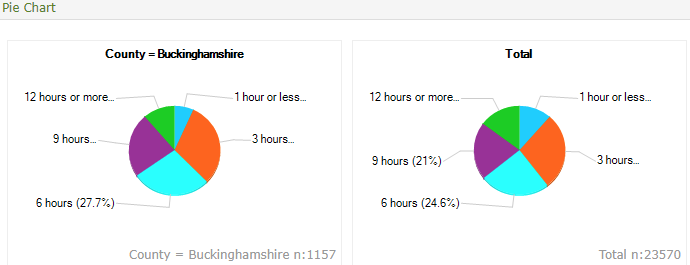 Pie Chart
County = Buckinghamshire
12 hours or more...
1 hour or less...
9 hours...
3 hours...
6 hours (27.7%)
County = Buckinghamshire n:1157
Total
12 hours or more...
1 hour or less...
9 hours (21%)
3 hours...
6 hours (24.6%)
Total n:23570